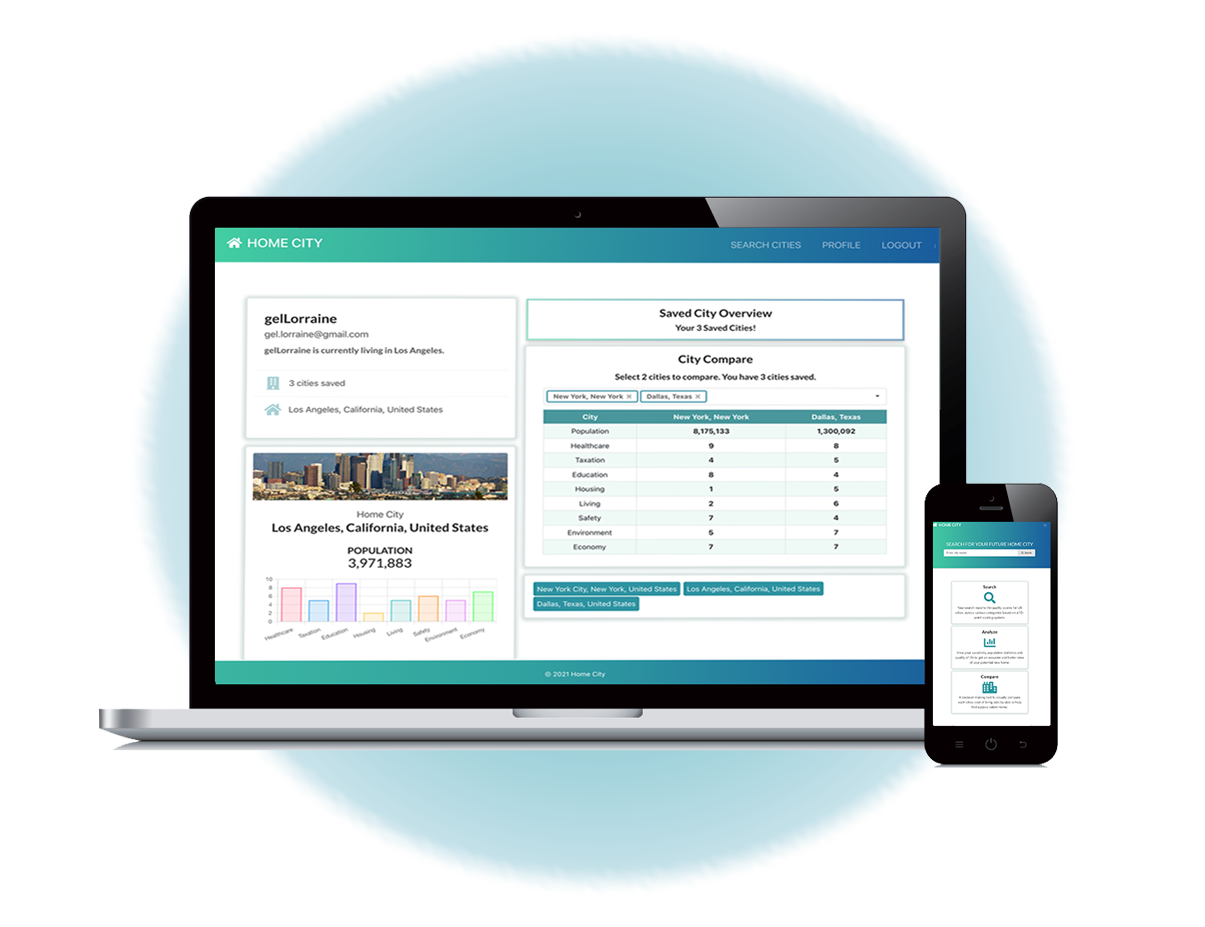 HOME CITY
SEARCH CITIES PROFILE LOGOUT
gelLorraine
gel.lorraine@gmail.com
gelLorraine is currently living in Los Angeles.
3 cities saved
Los Angeles, California, United States
Home City
Los Angeles, California, United States
POPULATION
3,971,883
10
8
6
4
2
0
Healthcare Taxation Education Housing Living Safety Environment Economy
Saved City Overview
Your 3 Saved Cities!
City Compare
Select 2 cities to compare. You have 3 cities saved.
New York, New York × Dallas, Texas ×
City New York, New York Dallas, Texas
Population 8,175,133 1,300,092
Healthcare 9 8
Taxation 4 5
Education 8 4
Housing 1 5
Living 2 6
Safety 7 4
Environment 5 7
Economy 7 7
New York City, New York, United States Los Angeles, California, United States
Dallas, Texas, United States
© 2021 Home City
HOME CITY
SEARCH FOR YOUR FUTURE HOME CITY
Search
Analyze
Compare